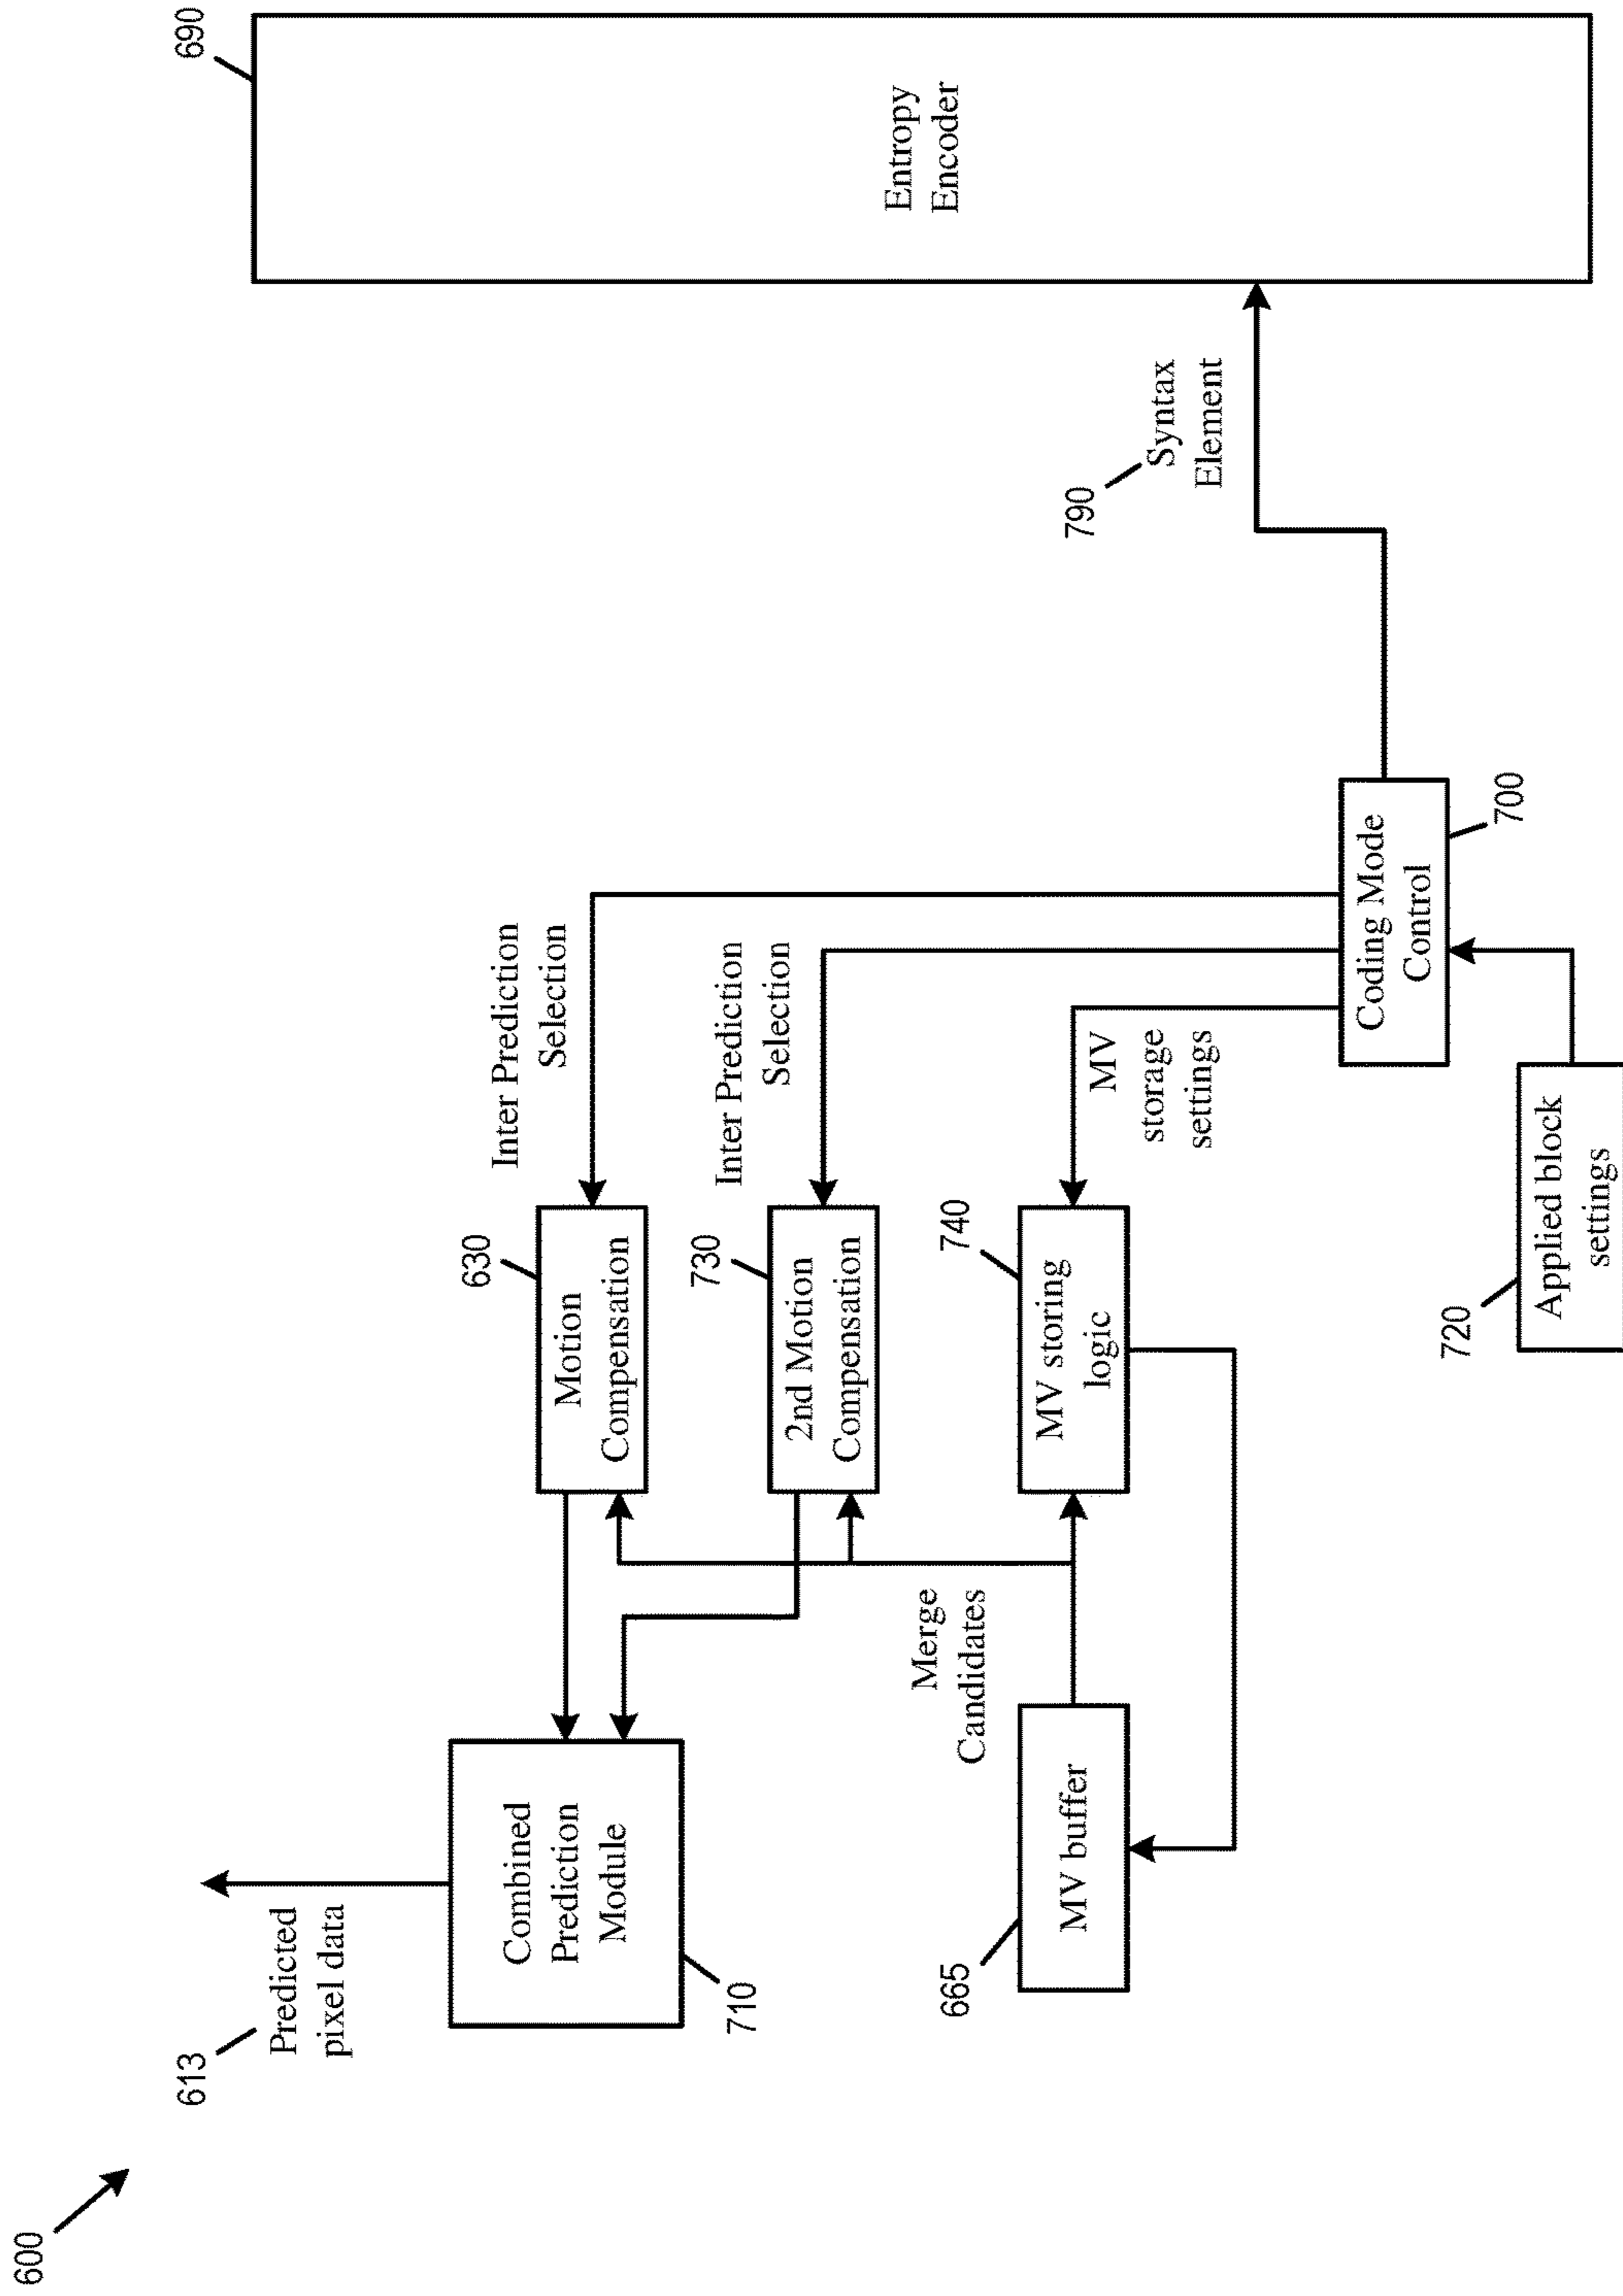 600
613
Predicted
pixel data
Combined
Prediction
Module
710
665
MV buffer
Merge
Candidates
630
Motion
Compensation
Inter Prediction
Selection
730
2nd Motion
Compensation
Inter Prediction
Selection
740
MV storing
logic
MV
storage
settings
720
Applied block
settings
Coding Mode
Control
700
790
Syntax
Element
690
Entropy
Encoder